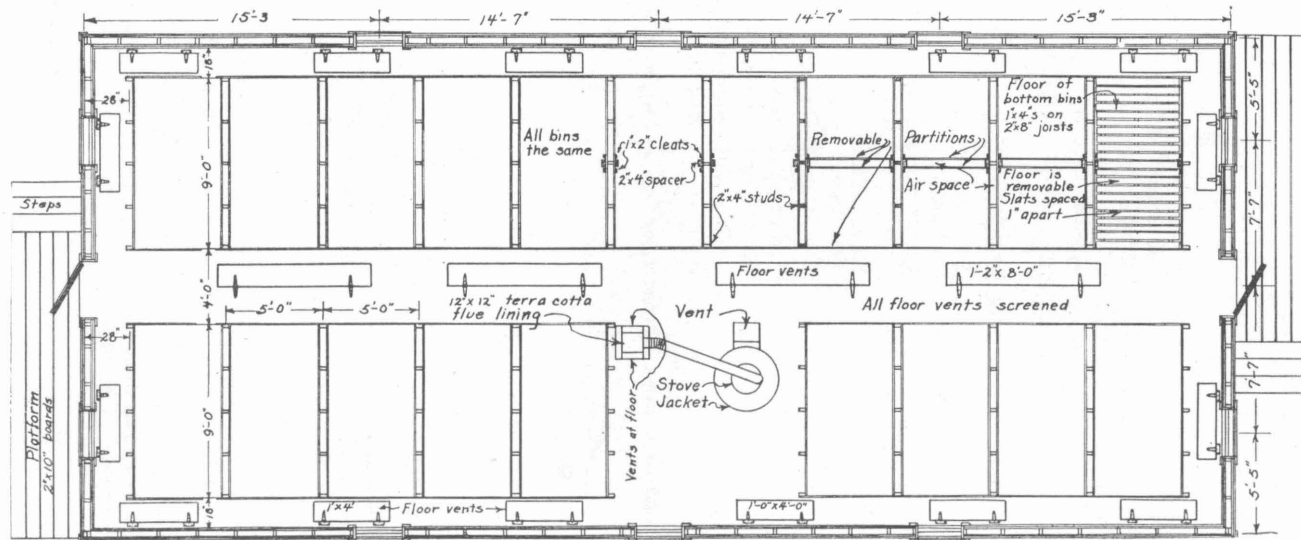 15'-3
14'-7"
14'-7"
15'-3"
18"
28"
9'-0"
All bins
the same
1"x2" cleats
2"x4" spacer
2"x4" studs
Removable
Partitions
Air space
Floor of
bottom bins
1"x4"s on
2"x8" joists
Floor is
removable
Slats spaced
1" apart
5'-5"
7'-7"
Steps
4'-0"
Floor vents
1'-2" x 8'-0"
5'-0"
5'-0"
12" x 12" terra cotta
flue lining
Vent
All floor vents screened
28"
Stove
Jacket
Vents at floor
7'-7"
Platform
2"x10" boards
9'-0"
18"
1'x4'
Floor vents
1'-0"x4'-0"
5'-5"